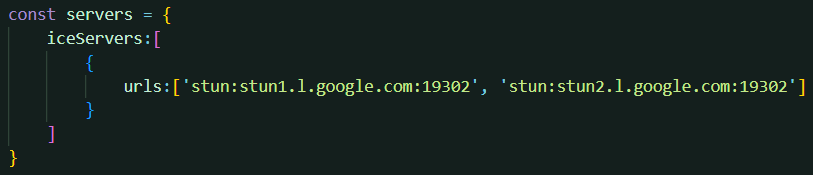 const servers = {
    iceServers:[
        {
            urls:['stun:stun1.l.google.com:19302', 'stun:stun2.l.google.com:19302']
        }
    ]
}